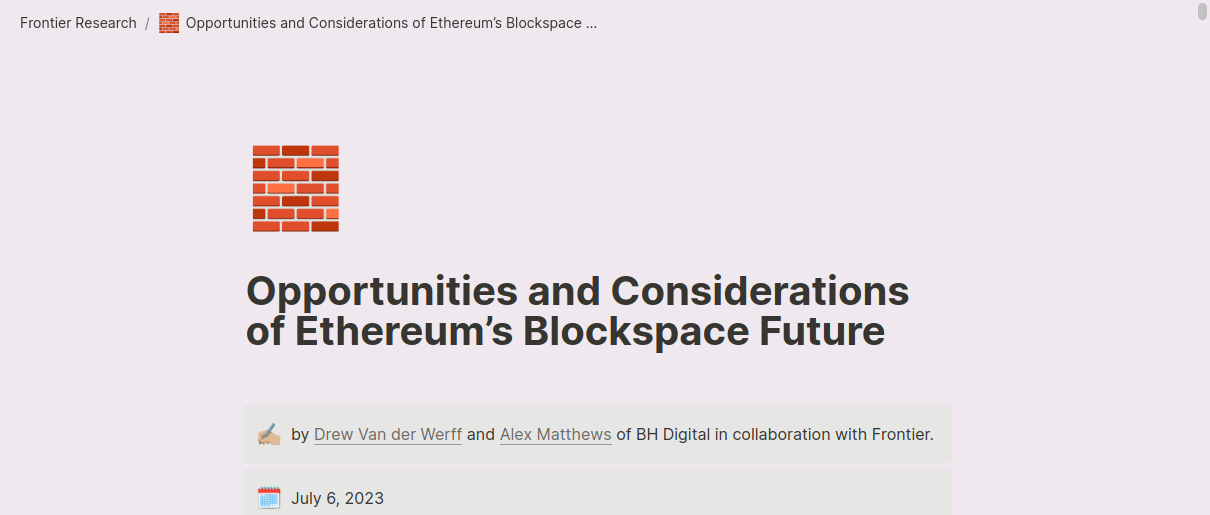 Frontier Research / Opportunities and Considerations of Ethereum’s Blockspace ...
Opportunities and Considerations
of Ethereum’s Blockspace Future
by Drew Van der Werff and Alex Matthews of BH Digital in collaboration with Frontier.
July 6, 2023